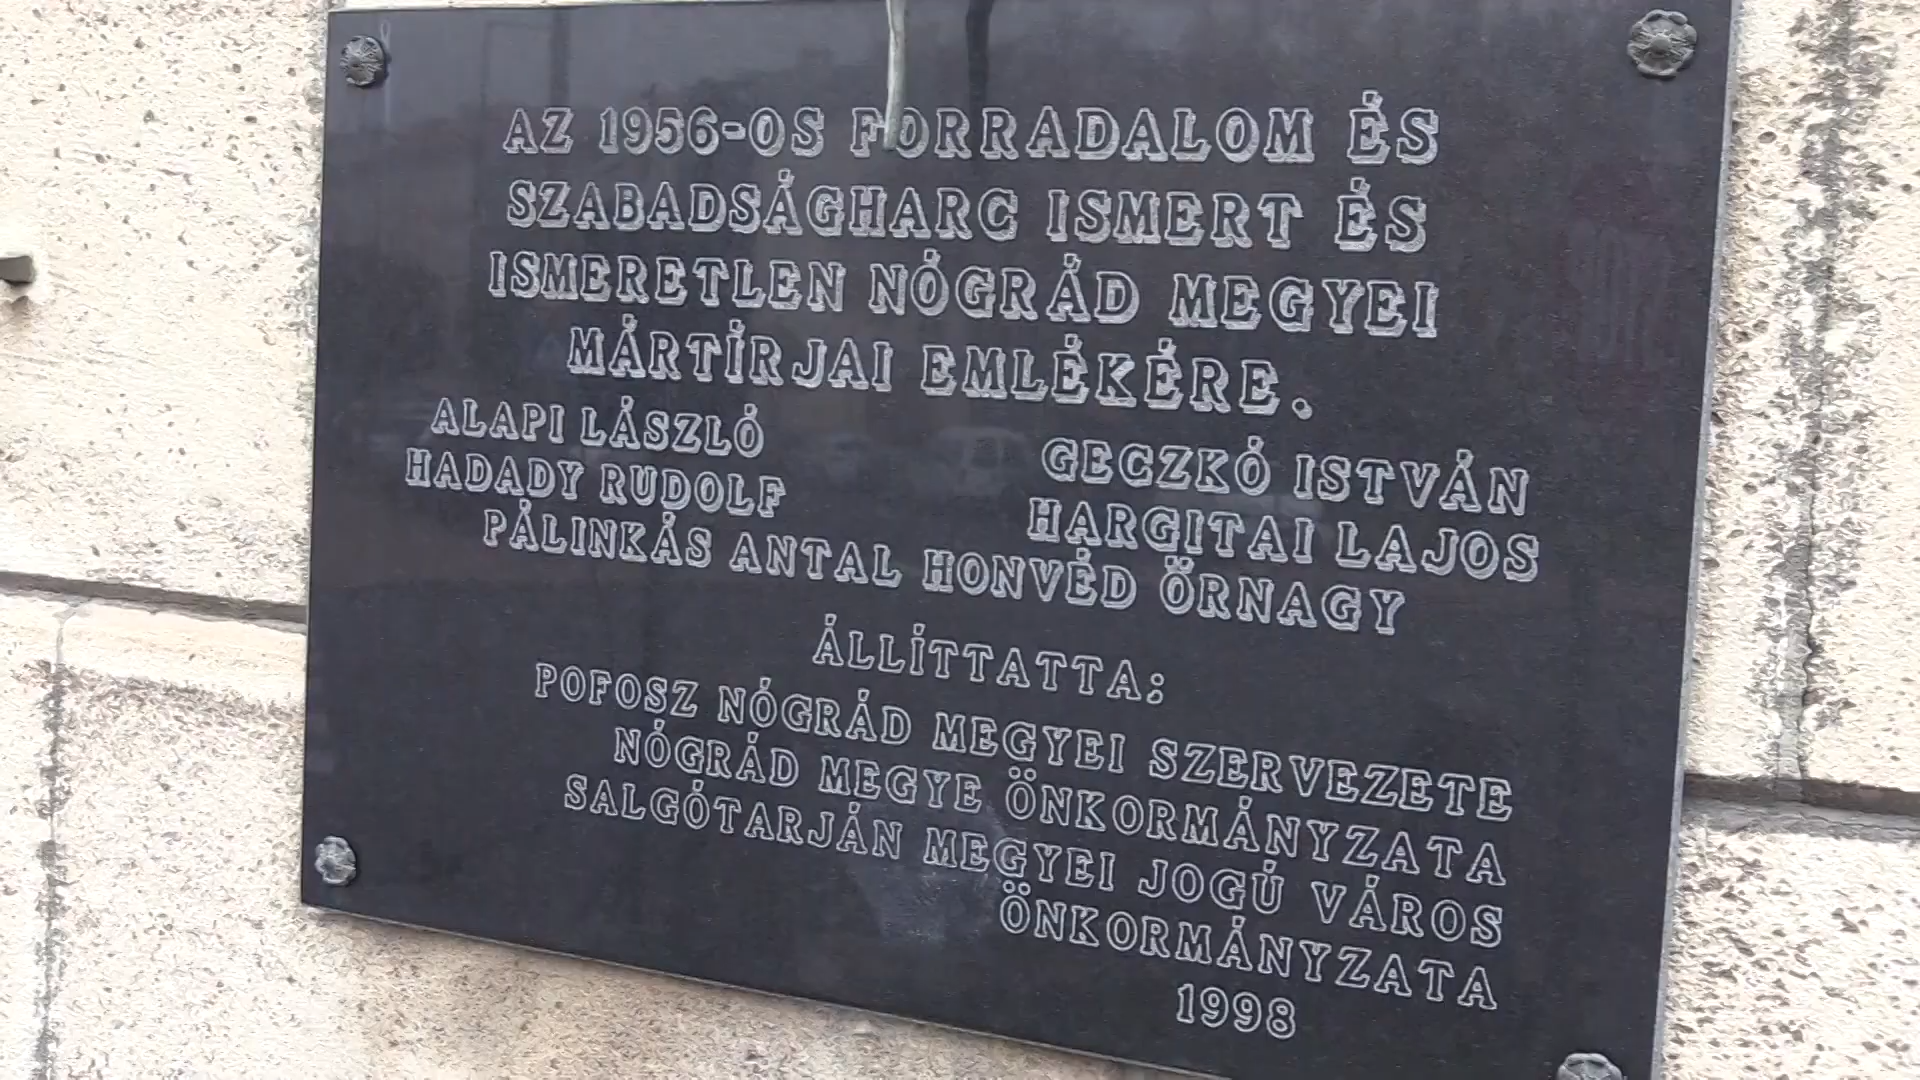 AZ 1956-OS FORRADALOM ÉS
SZABADSÁGHARC ISMERT ÉS
ISMERETLEN NÓGRÁD MEGYEI
MÁRTÍRJAI EMLÉKÉRE.
ALAPI LÁSZLÓ GECZKÓ ISTVÁN
HADADY RUDOLF HARGITAI LAJOS
PÁLINKÁS ANTAL HONVÉD ŐRNAGY
ÁLLÍTTATTA:
POFOSZ NÓGRÁD MEGYEI SZERVEZETE
NÓGRÁD MEGYE ÖNKORMÁNYZATA
SALGÓTARJÁN MEGYEI JOGÚ VÁROS
ÖNKORMÁNYZATA
1998